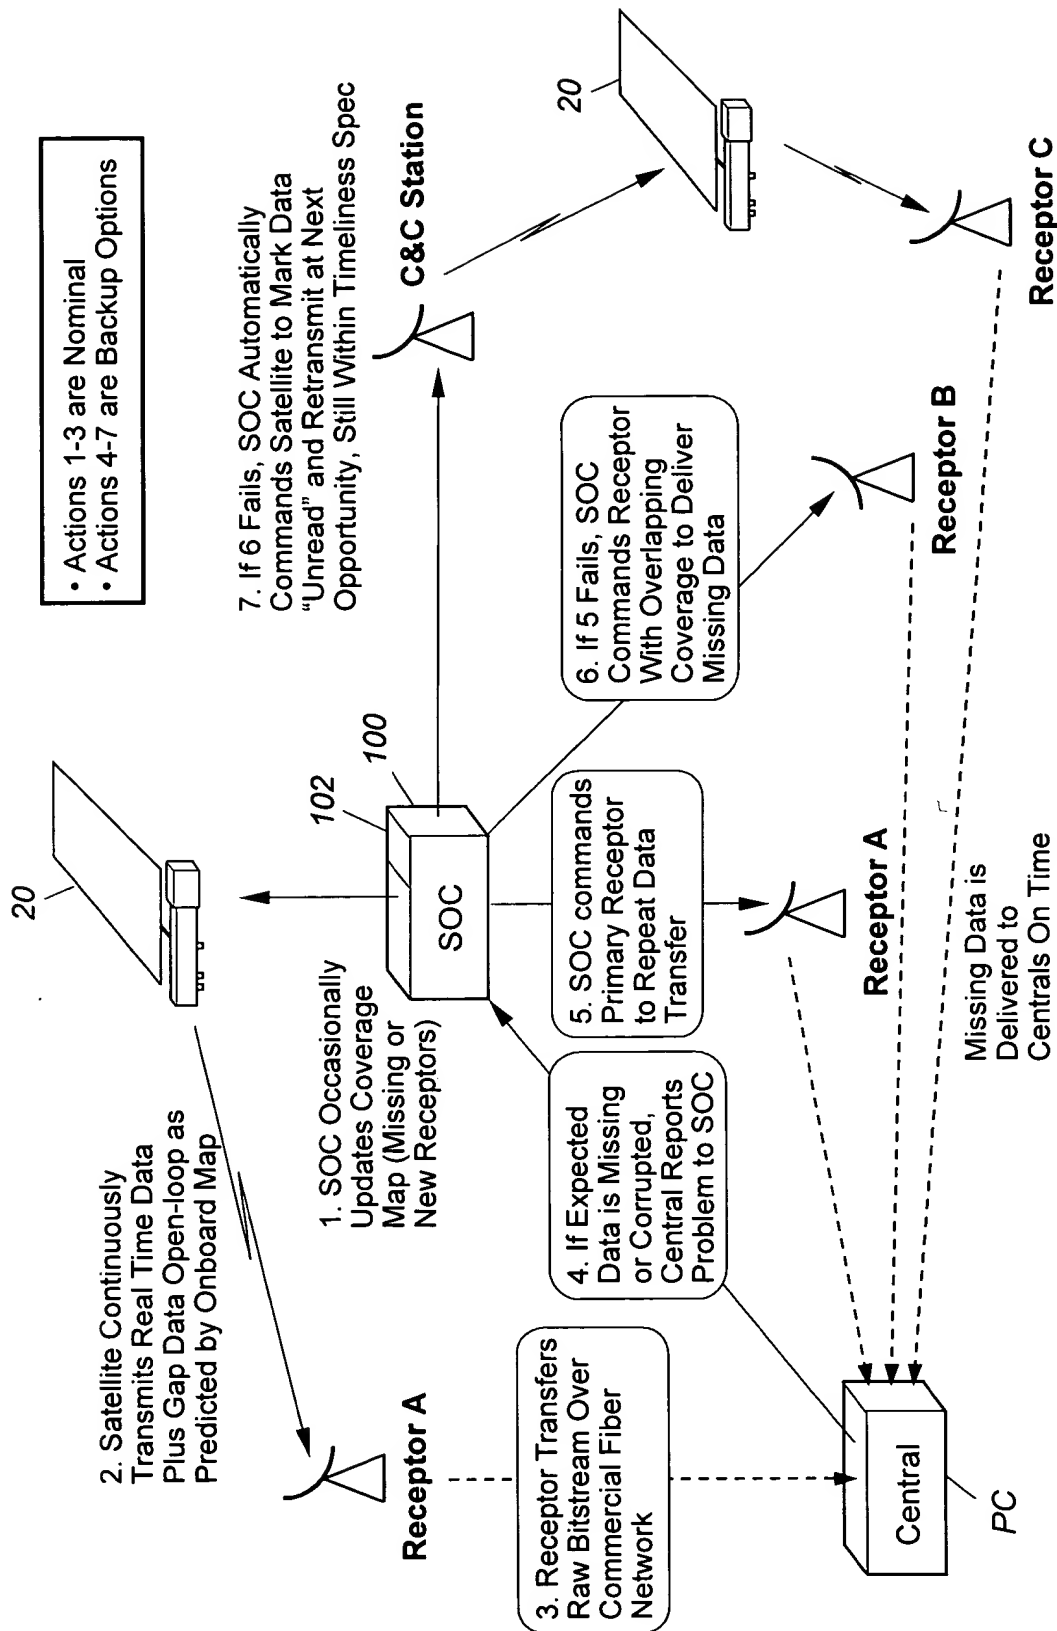 • Actions 1-3 are Nominal
• Actions 4-7 are Backup Options
20
2. Satellite Continuously
Transmits Real Time Data
Plus Gap Data Open-loop as
Predicted by Onboard Map
Receptor A
1. SOC Occasionally
Updates Coverage
Map (Missing or
New Receptors)
102
100
SOC
7. If 6 Fails, SOC Automatically
Commands Satellite to Mark Data
“Unread” and Retransmit at Next
Opportunity, Still Within Timeliness Spec
C&C Station
20
3. Receptor Transfers
Raw Bitstream Over
Commercial Fiber
Network
4. If Expected
Data is Missing
or Corrupted,
Central Reports
Problem to SOC
5. SOC commands
Primary Receptor
to Repeat Data
Transfer
6. If 5 Fails, SOC
Commands Receptor
With Overlapping
Coverage to Deliver
Missing Data
Receptor A
Receptor B
Receptor C
Central
PC
Missing Data is
Delivered to
Centrals On Time